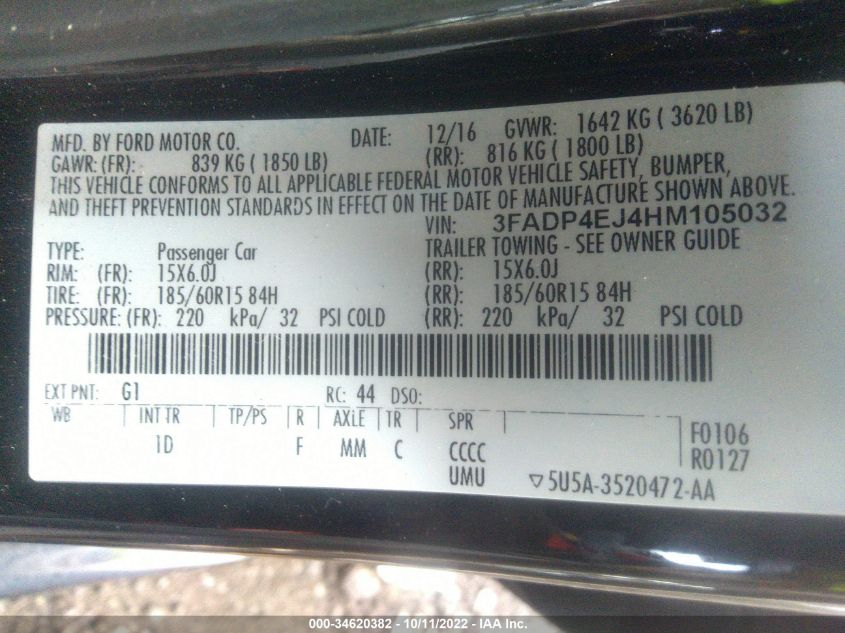 MFD. BY FORD MOTOR CO. DATE: 12/16 GVWR: 1642 KG ( 3620 LB)
GAWR: (FR): 839 KG ( 1850 LB) (RR): 816 KG ( 1800 LB)
THIS VEHICLE CONFORMS TO ALL APPLICABLE FEDERAL MOTOR VEHICLE SAFETY, BUMPER,
AND THEFT PREVENTION STANDARDS IN EFFECT ON THE DATE OF MANUFACTURE SHOWN ABOVE.
VIN: 3FADP4EJ4HM105032
TYPE: Passenger Car TRAILER TOWING - SEE OWNER GUIDE
RIM: (FR): 15X6.0J (RR): 15X6.0J
TIRE: (FR): 185/60R15 84H (RR): 185/60R15 84H
PRESSURE: (FR): 220 kPa/ 32 PSI COLD (RR): 220 kPa/ 32 PSI COLD
EXT PNT: G1 RC: 44 DSO:
WB INT TR TP/PS R AXLE TR SPR
1D F MM C CCCC
UMU
F0106
R0127
▽5U5A-3520472-AA
000-34620382 - 10/11/2022 - IAA Inc.